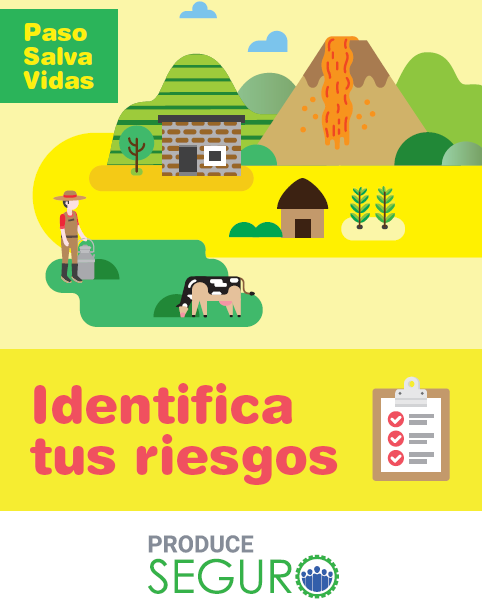 Paso
Salva
Vidas
Identifica
tus riesgos
PRODUCE
SEGURO